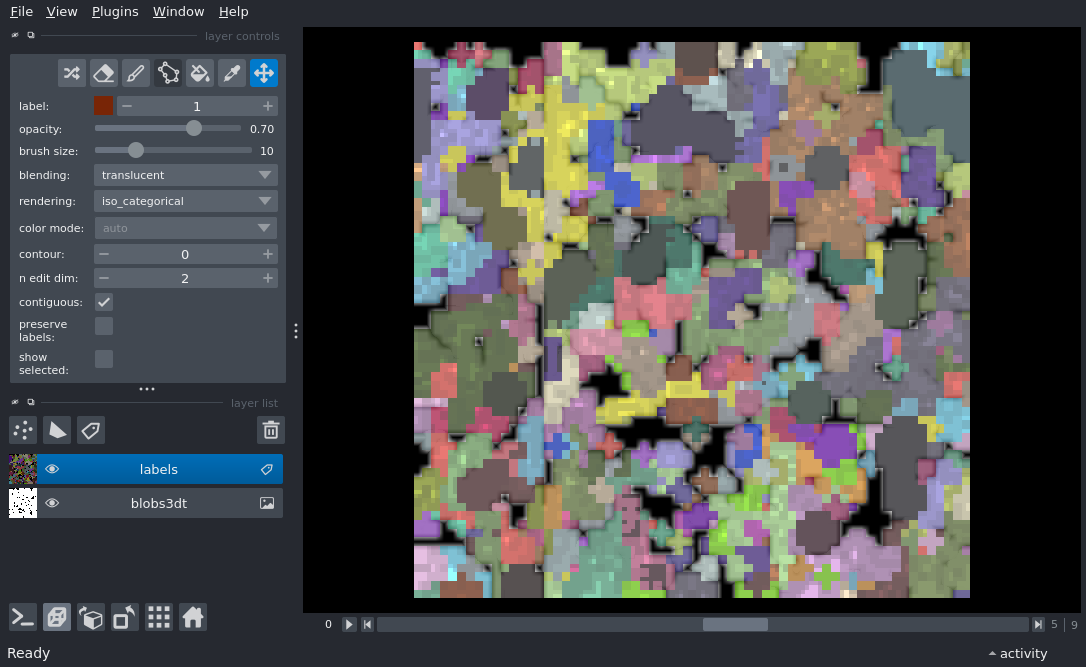 File View Plugins Window Help
layer controls
label: 1
opacity: 0.70
brush size: 10
blending: translucent
rendering: iso_categorical
color mode: auto
contour: 0
n edit dim: 2
contiguous:
preserve
labels:
show
selected:
layer list
labels
blobs3dt
0 5 | 9
Ready activity